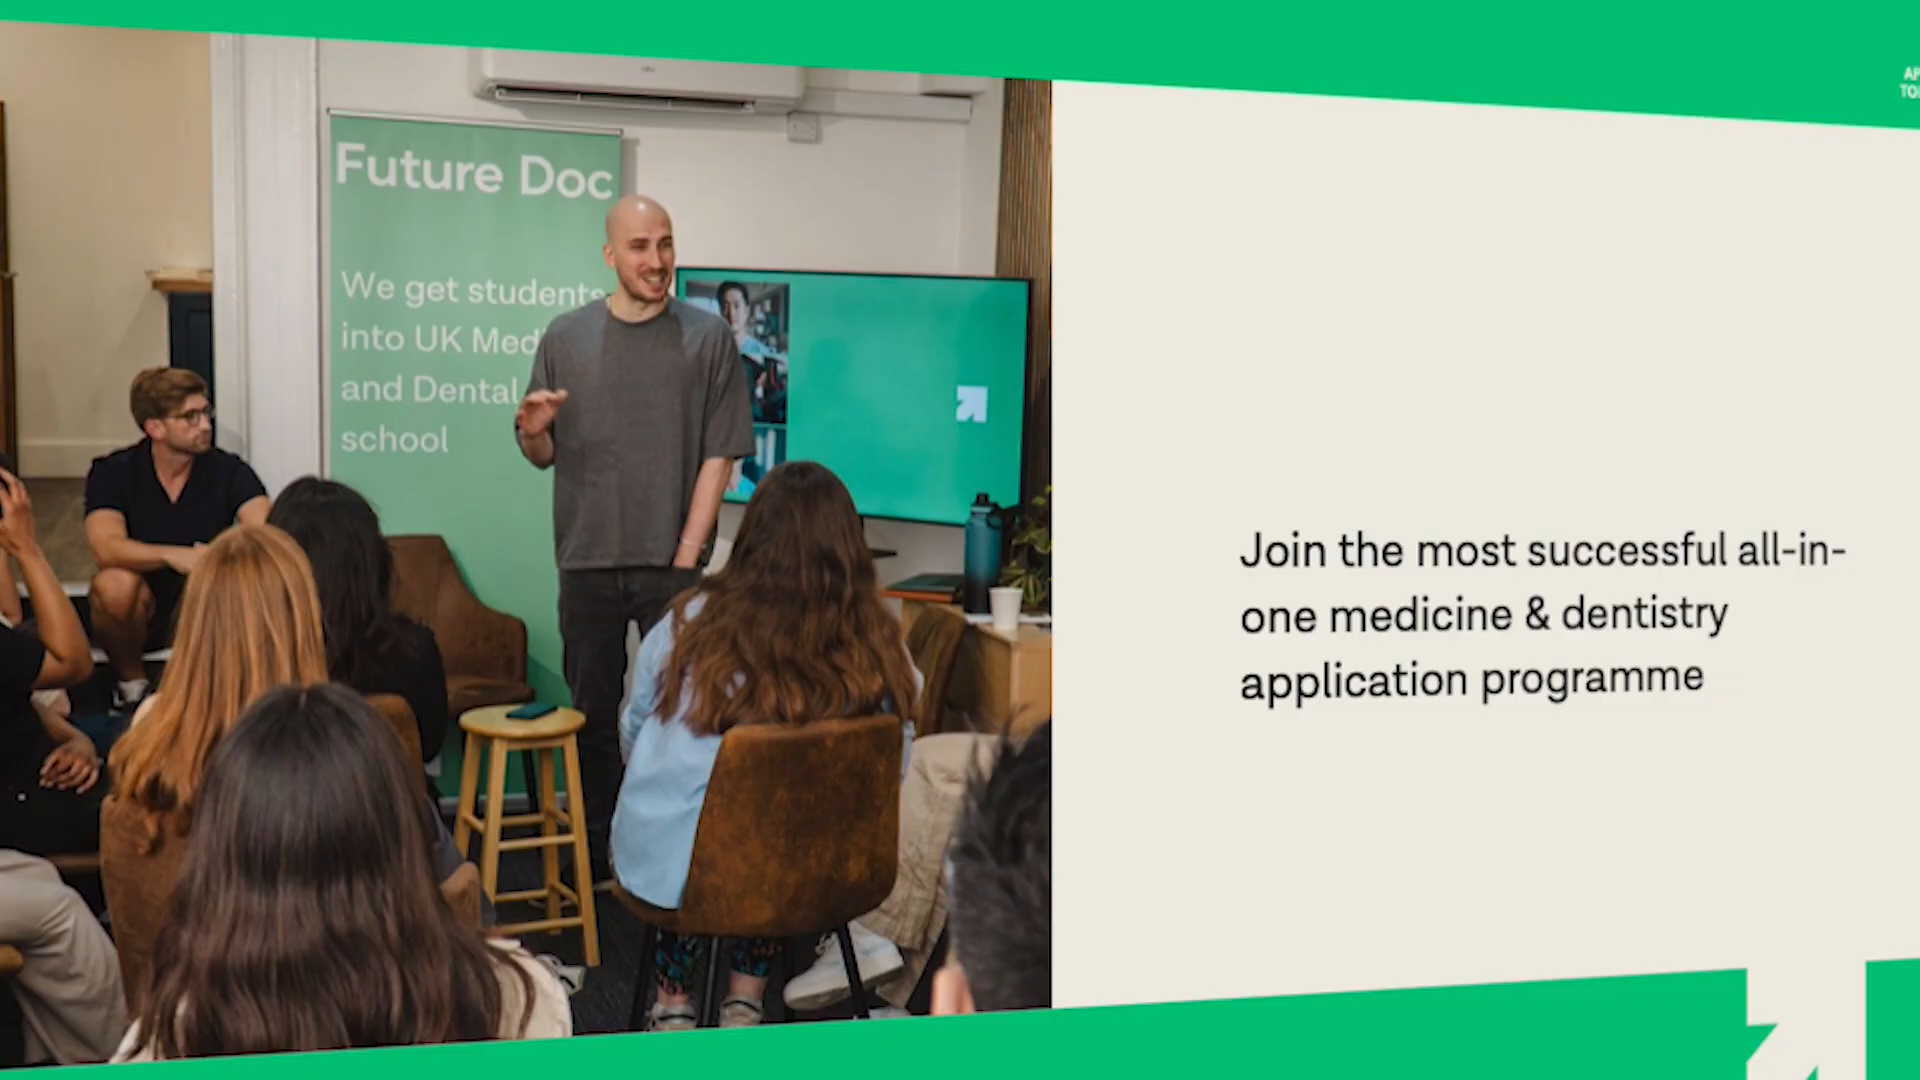 Future Doc
We get students
into UK Med
and Dental
school
Join the most successful all-in-
one medicine & dentistry
application programme